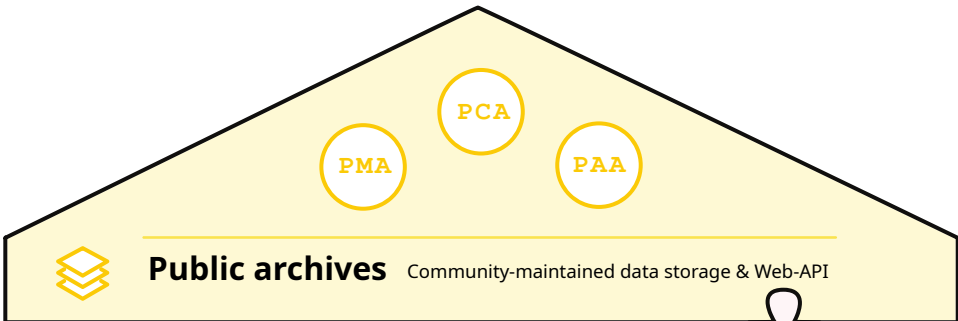 PCA
PMA PAA
Public archives Community-maintained data storage & Web-API